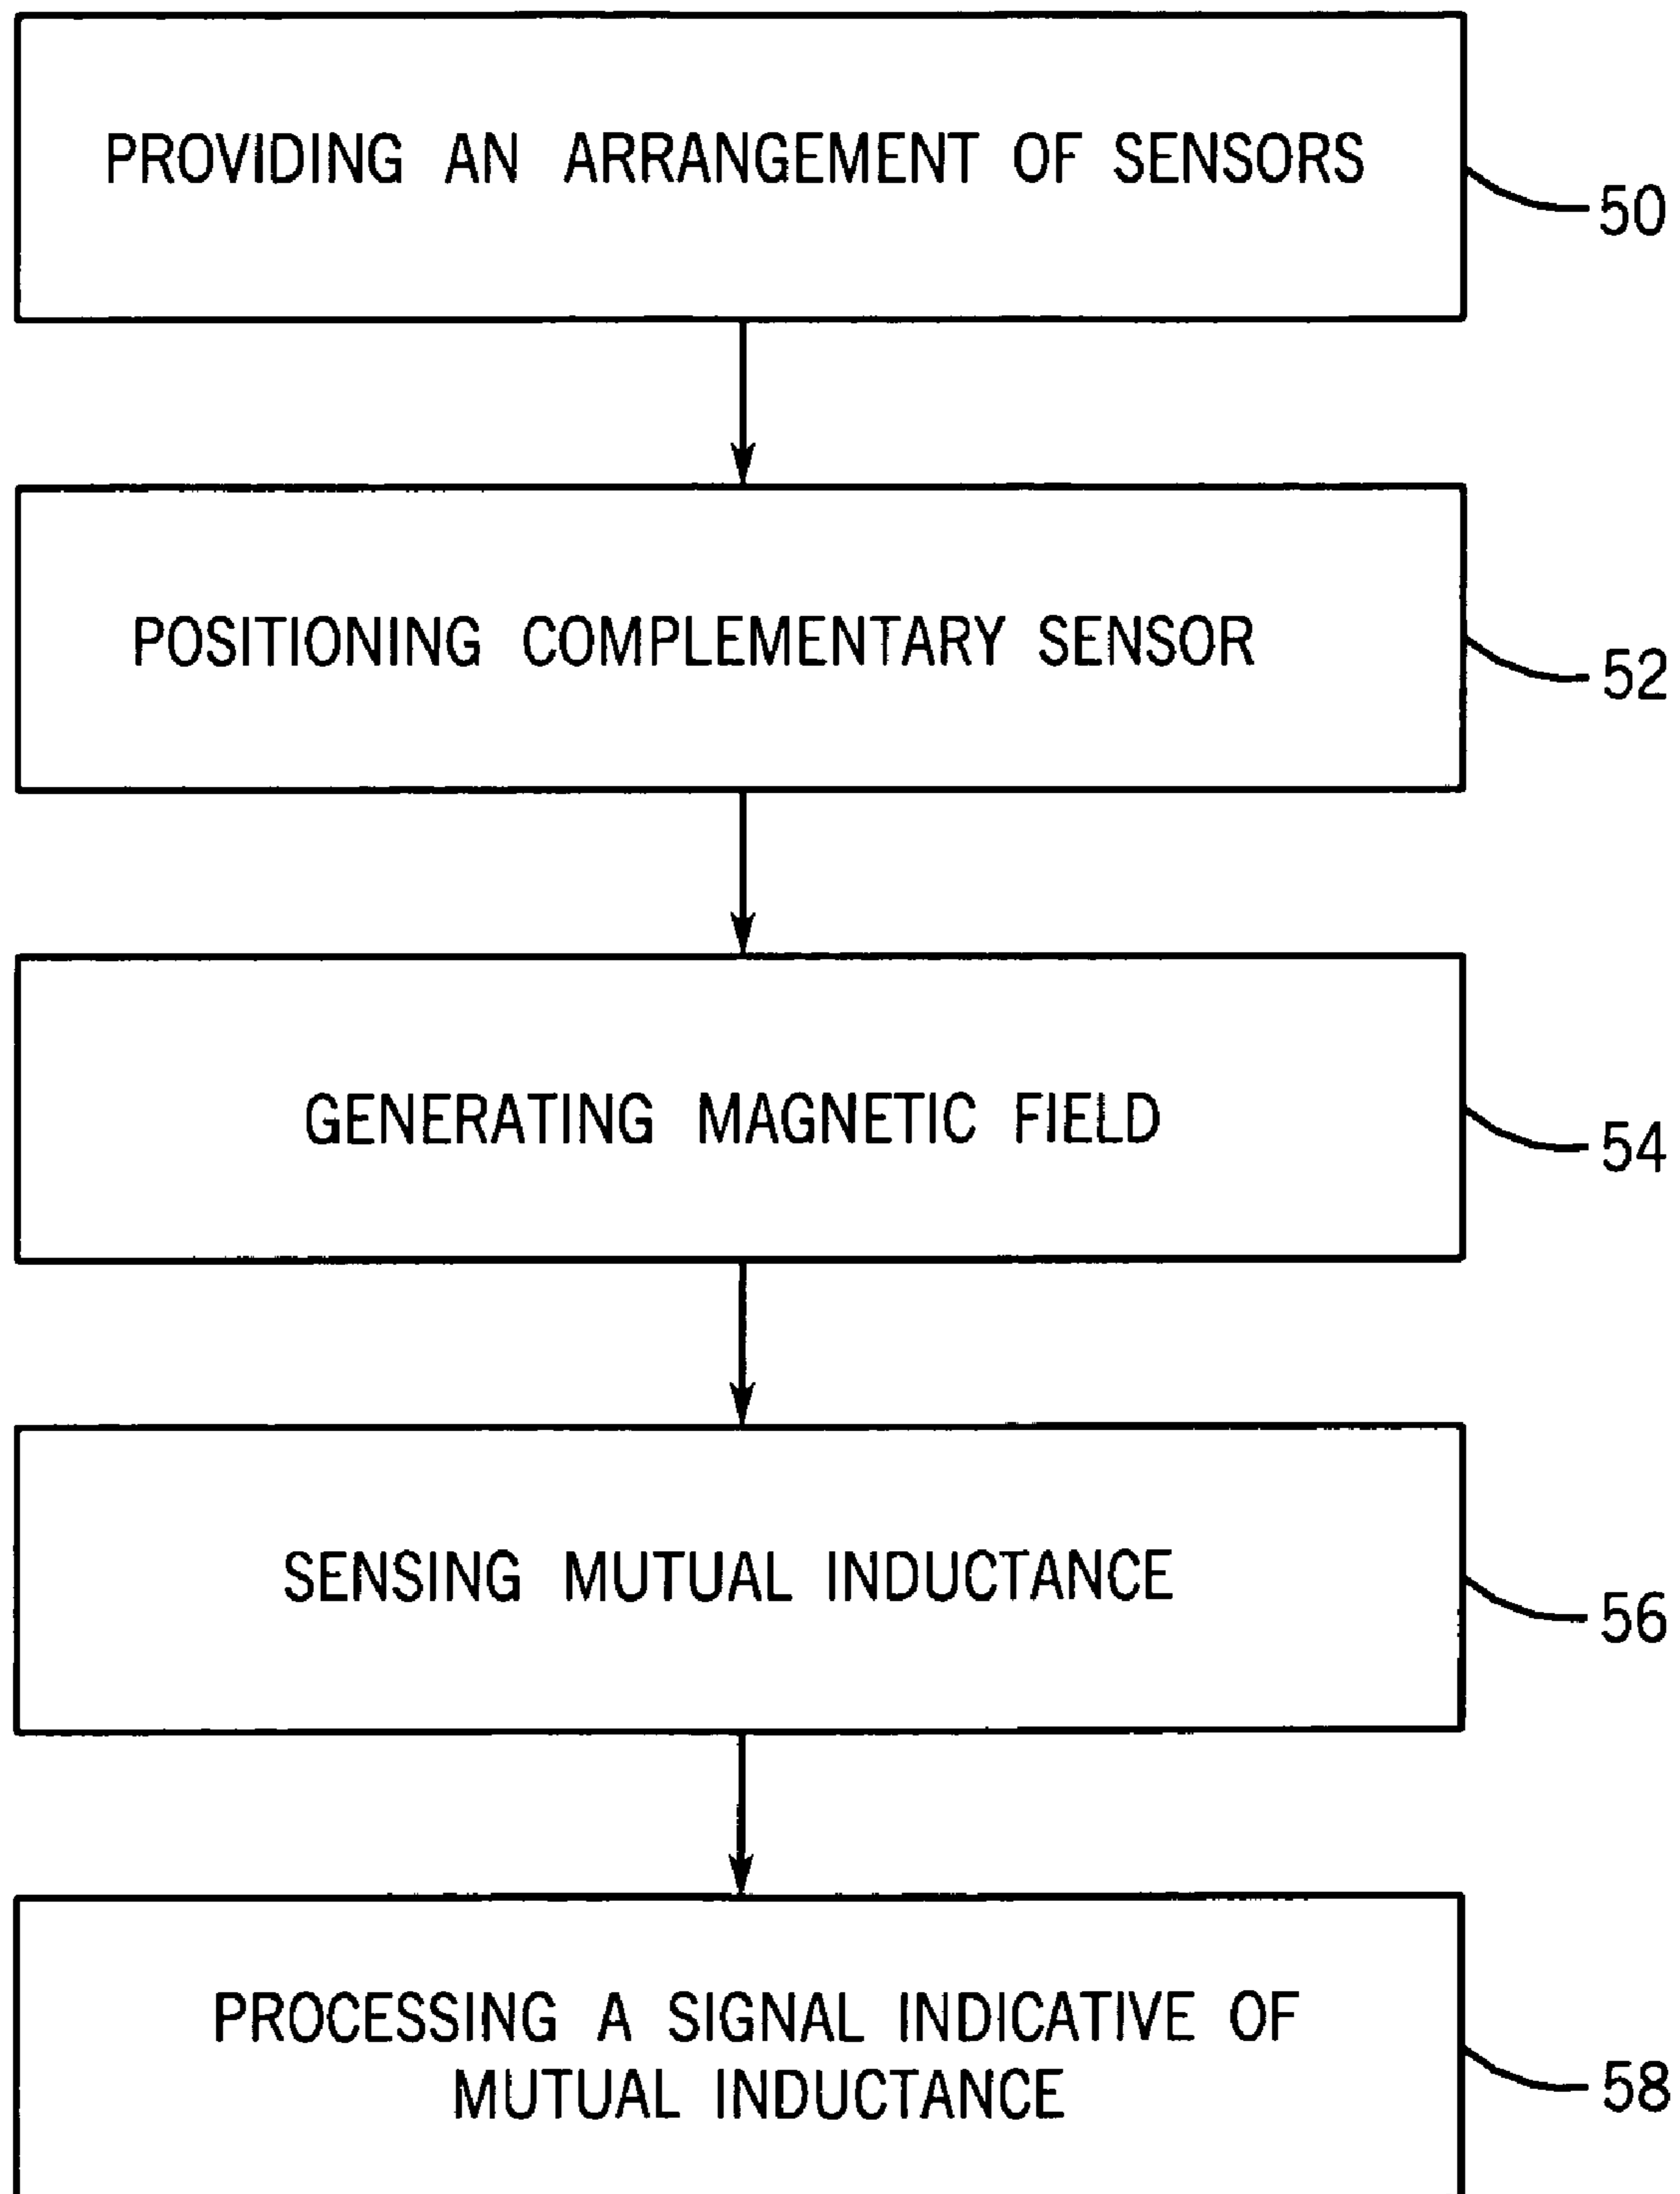 PROVIDING AN ARRANGEMENT OF SENSORS
50
POSITIONING COMPLEMENTARY SENSOR
52
GENERATING MAGNETIC FIELD
54
SENSING MUTUAL INDUCTANCE
56
PROCESSING A SIGNAL INDICATIVE OF
MUTUAL INDUCTANCE
58